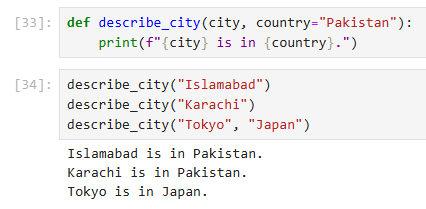 [33]: def describe_city(city, country="Pakistan"):
    print(f"{city} is in {country}.")
[34]: describe_city("Islamabad")
describe_city("Karachi")
describe_city("Tokyo", "Japan")
Islamabad is in Pakistan.
Karachi is in Pakistan.
Tokyo is in Japan.